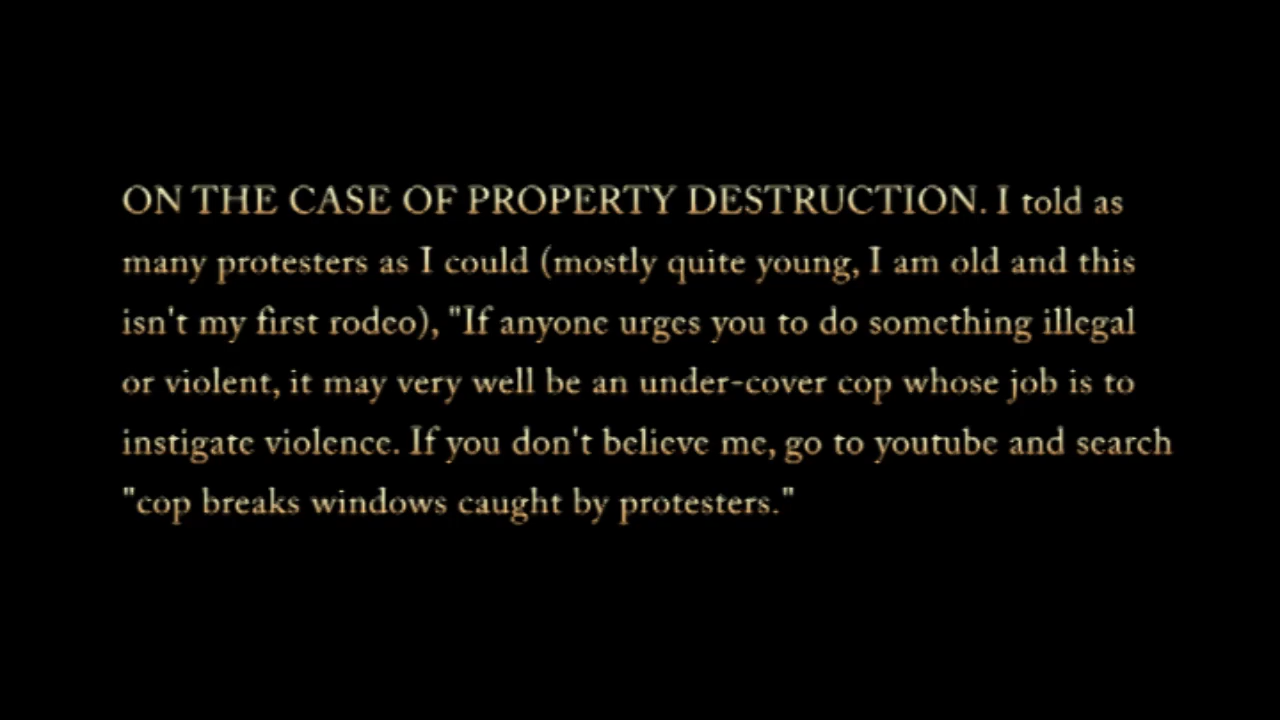 ON THE CASE OF PROPERTY DESTRUCTION. I told as
many protesters as I could (mostly quite young, I am old and this
isn't my first rodeo), "If anyone urges you to do something illegal
or violent, it may very well be an under-cover cop whose job is to
instigate violence. If you don't believe me, go to youtube and search
"cop breaks windows caught by protesters."